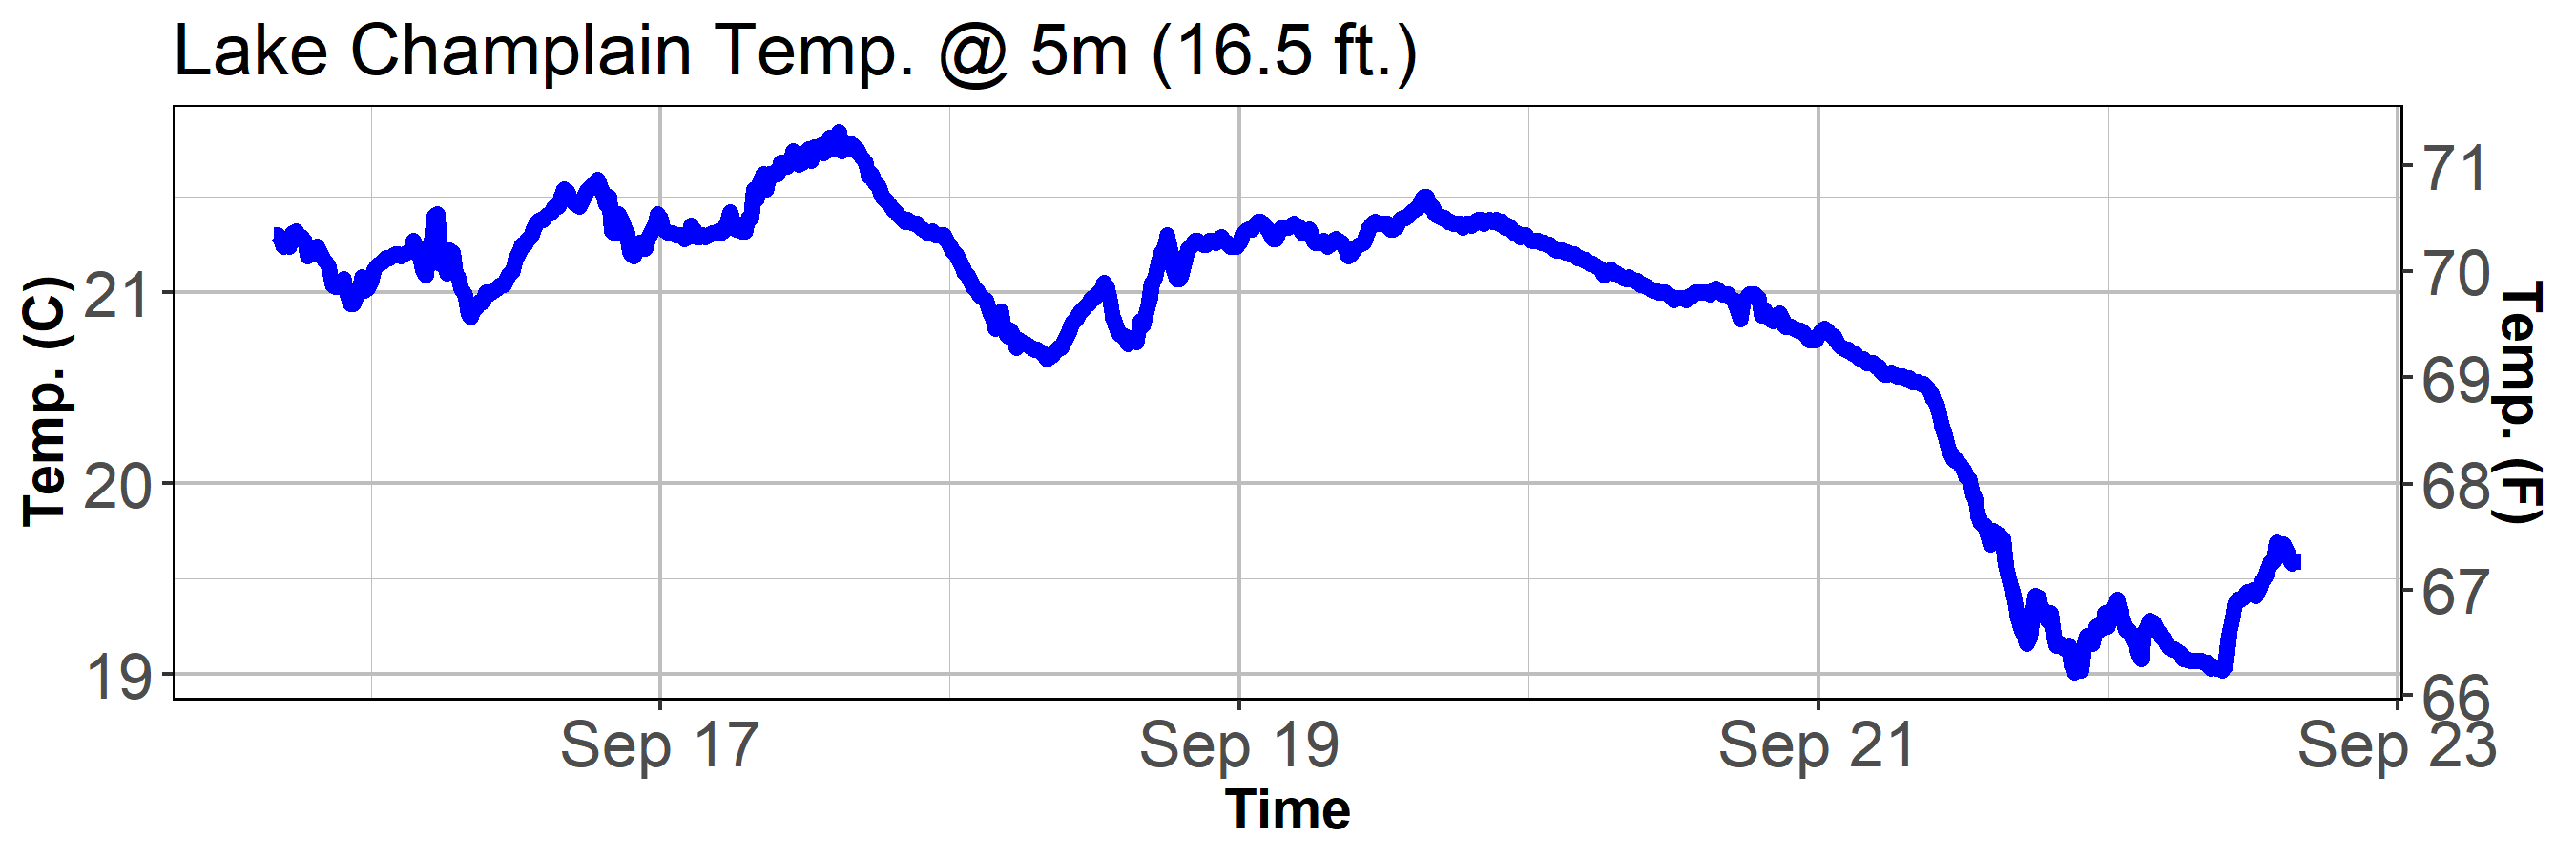 Lake Champlain Temp. @ 5m (16.5 ft.)
Temp. (C)
21
20
19
71
70
69
68
67
66
Temp. (F)
Sep 17
Sep 19
Sep 21
Sep 23
Time